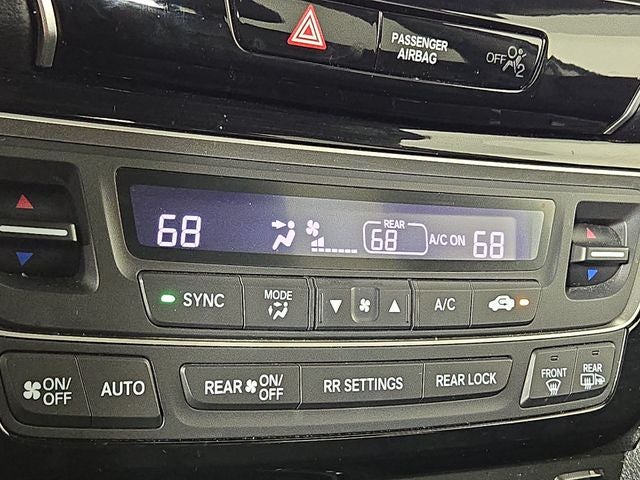 PASSENGER
AIRBAG
OFF
2
68
REAR
68
A/C ON
68
SYNC
MODE
A/C
ON/
OFF
AUTO
REAR ON/
OFF
RR SETTINGS
REAR LOCK
FRONT
REAR